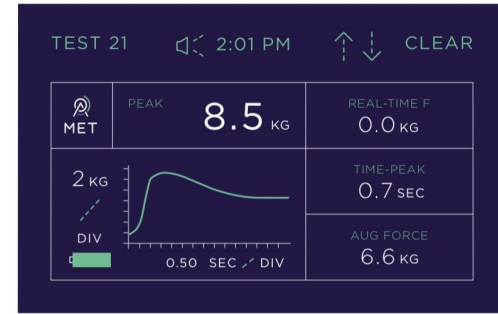 TEST 21 2:01 PM CLEAR
MET
PEAK
8.5 KG
REAL-TIME F
0.0 KG
2 KG
DIV
0.50 SEC DIV
TIME-PEAK
0.7 SEC
AUG FORCE
6.6 KG